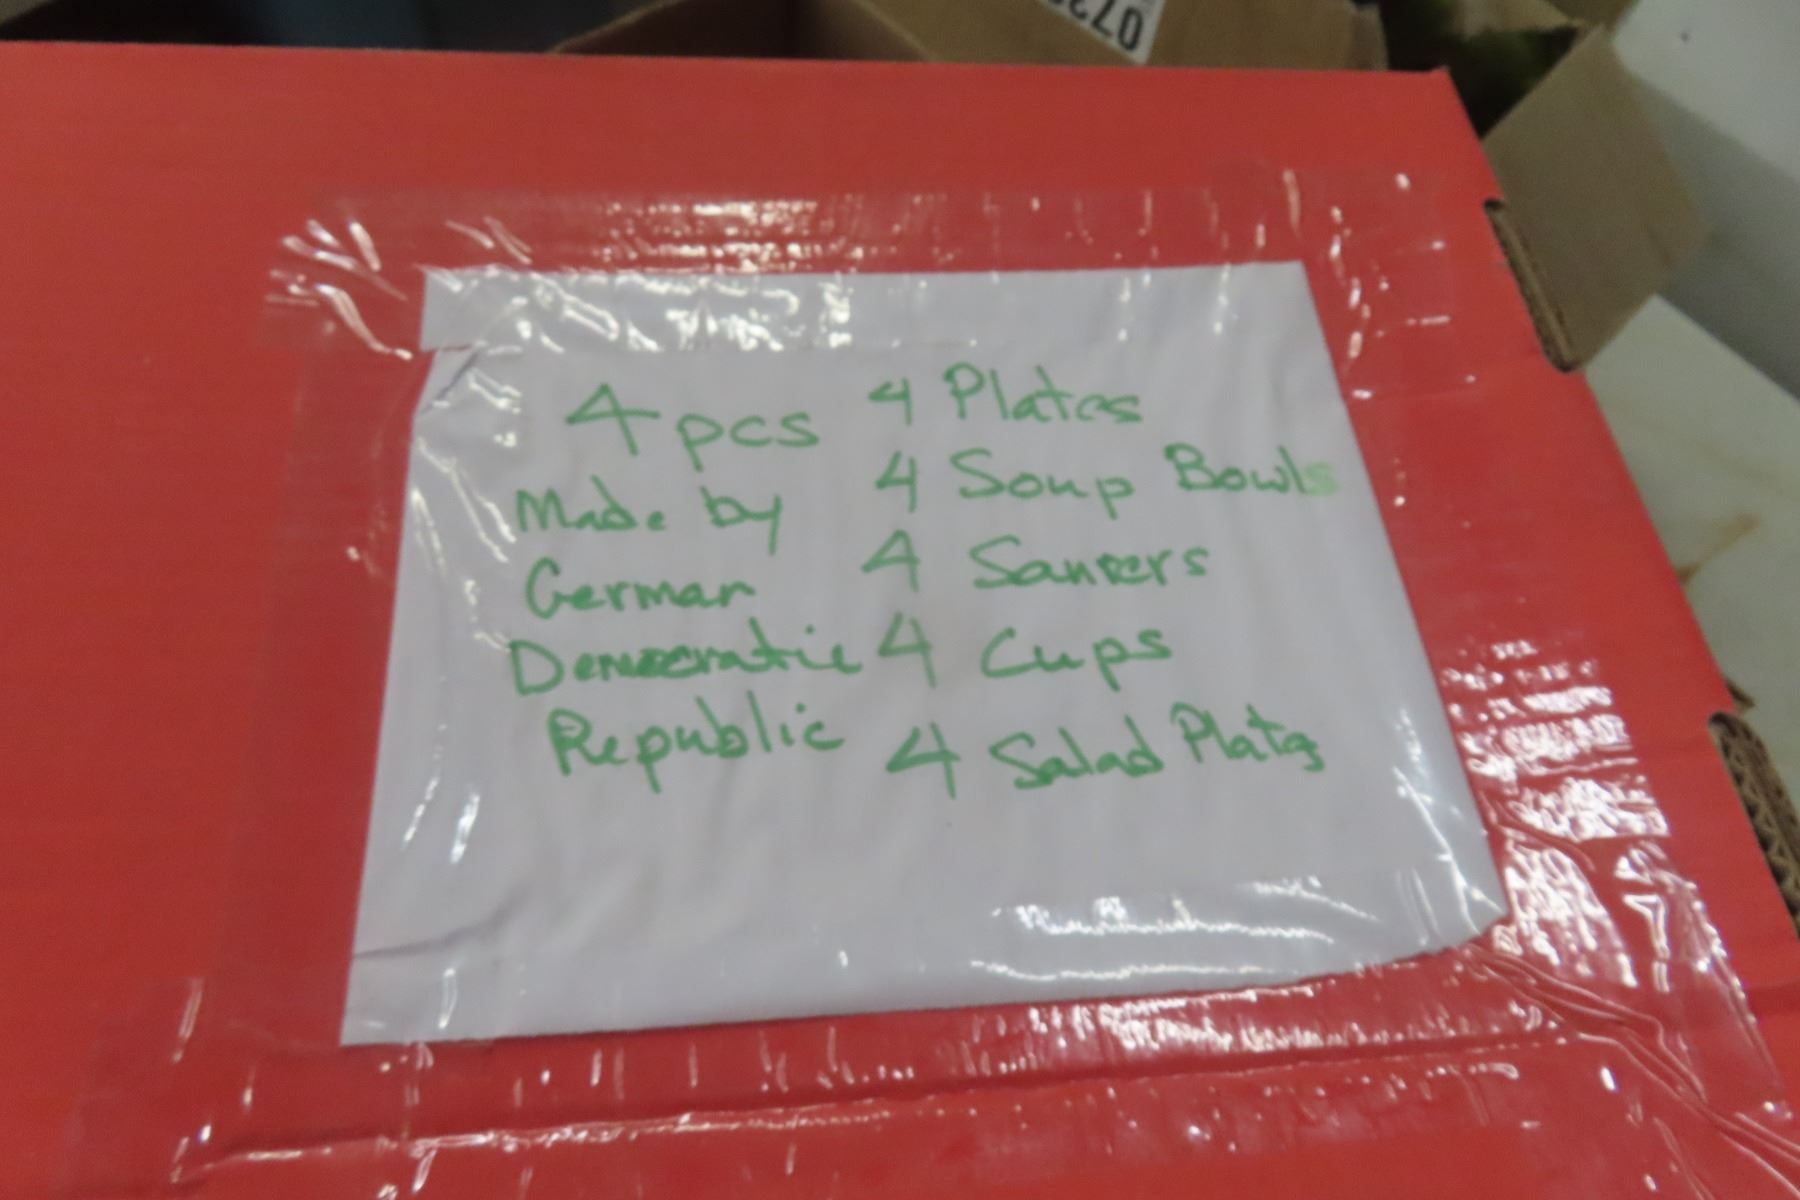 4 pcs
Made by
German
Democratic
Republic
4 Plates
4 Soup Bowls
4 Saucers
4 Cups
4 Salad Plates